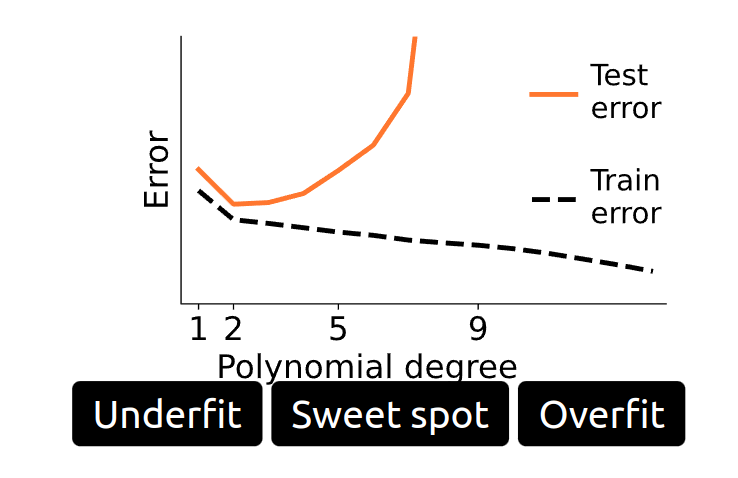 Test
error
Train
error
Error
1 2 5 9
Polynomial degree
Underfit Sweet spot Overfit